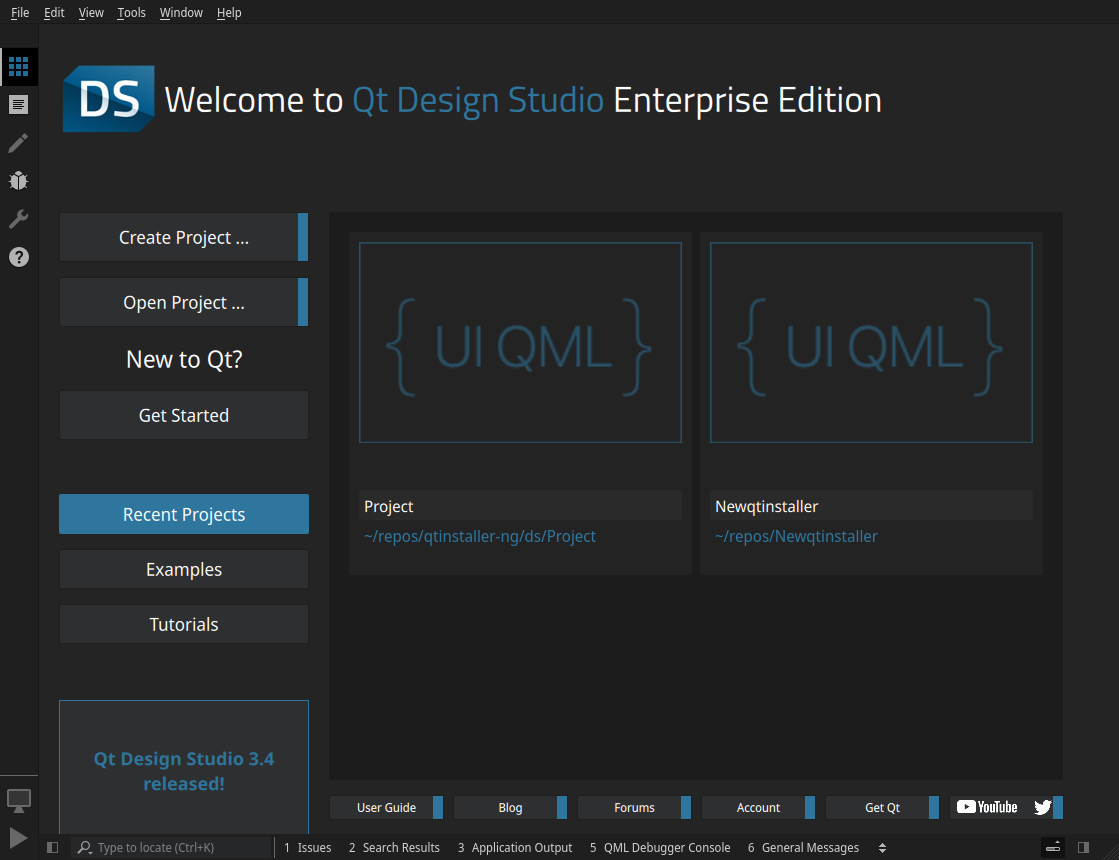 File Edit View Tools Window Help
DS Welcome to Qt Design Studio Enterprise Edition
Create Project ...
Open Project ...
New to Qt?
Get Started
Recent Projects
Examples
Tutorials
Qt Design Studio 3.4
released!
{ UI QML }
Project
~/repos/qtinstaller-ng/ds/Project
{ UI QML }
Newqtinstaller
~/repos/Newqtinstaller
User Guide Blog Forums Account Get Qt YouTube
Type to locate (Ctrl+K) 1 Issues 2 Search Results 3 Application Output 5 QML Debugger Console 6 General Messages